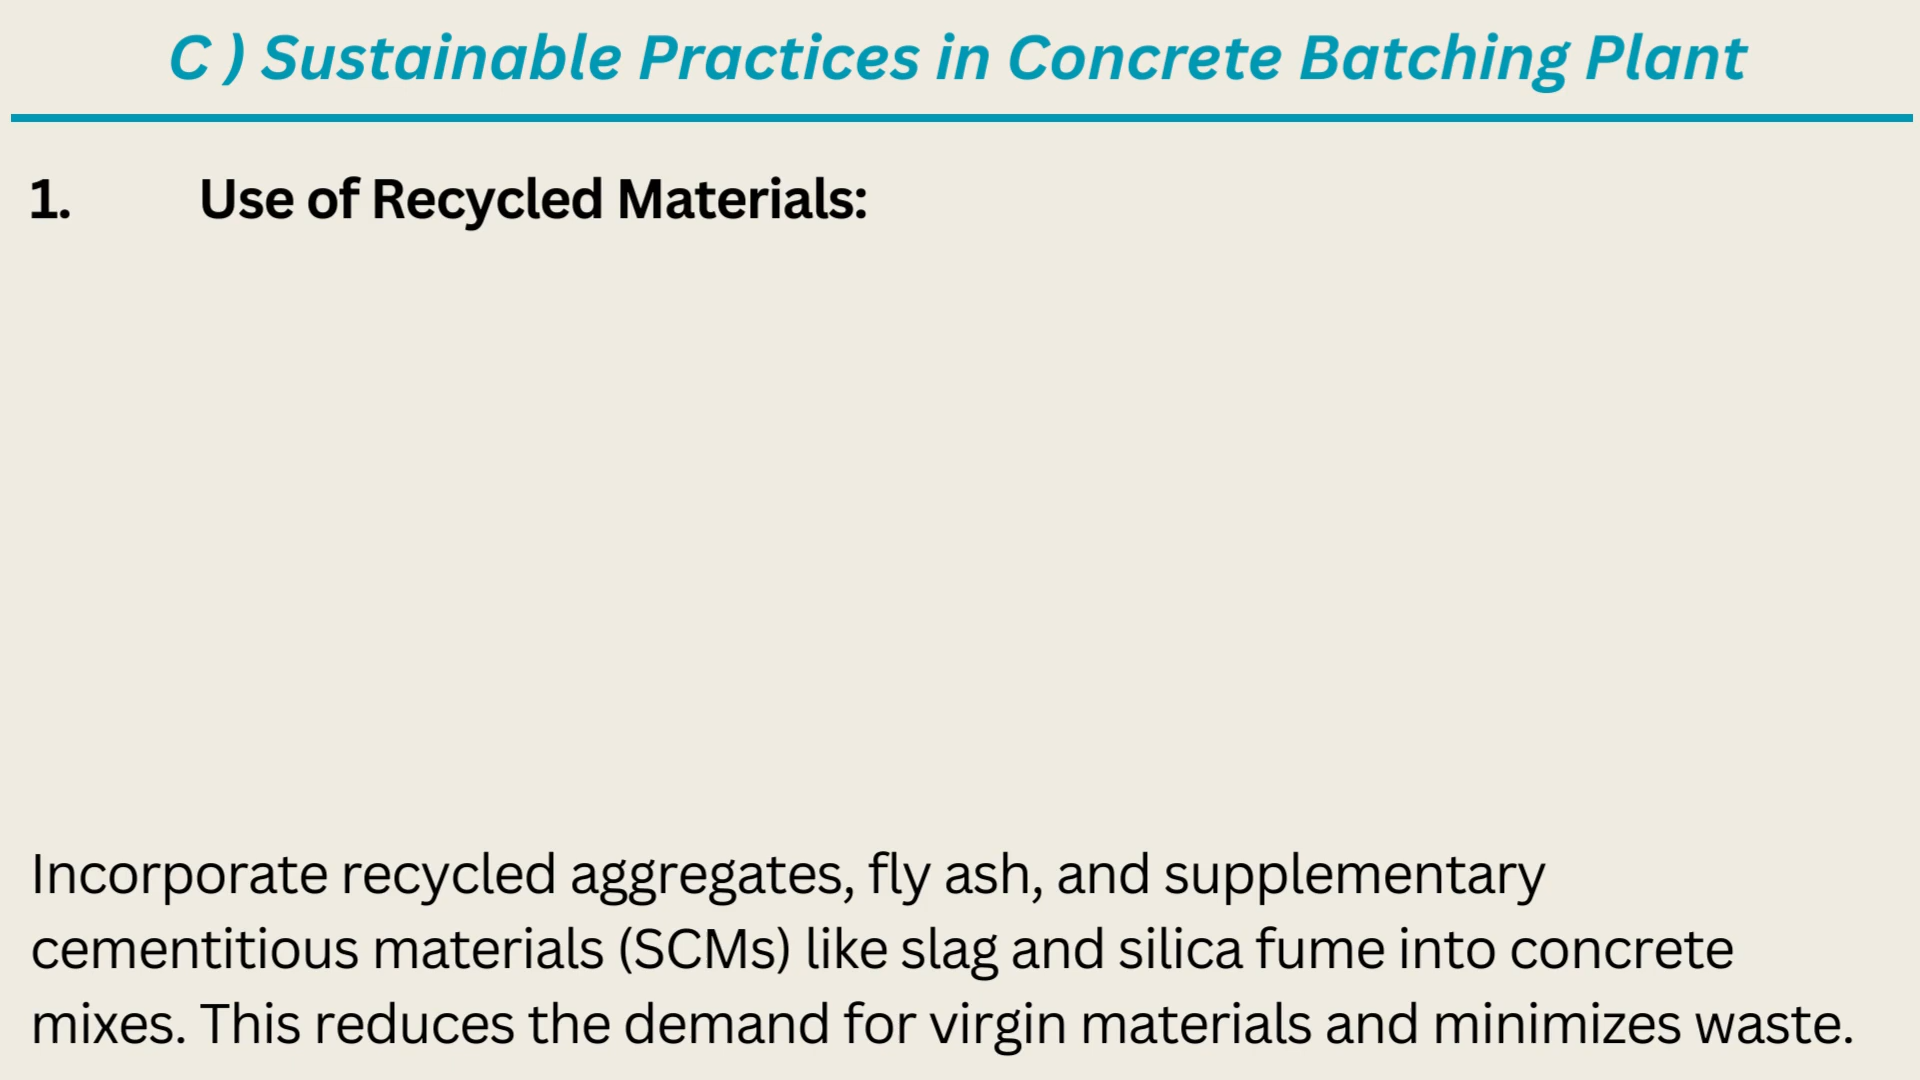 C ) Sustainable Practices in Concrete Batching Plant
1. Use of Recycled Materials:
Incorporate recycled aggregates, fly ash, and supplementary
cementitious materials (SCMs) like slag and silica fume into concrete
mixes. This reduces the demand for virgin materials and minimizes waste.